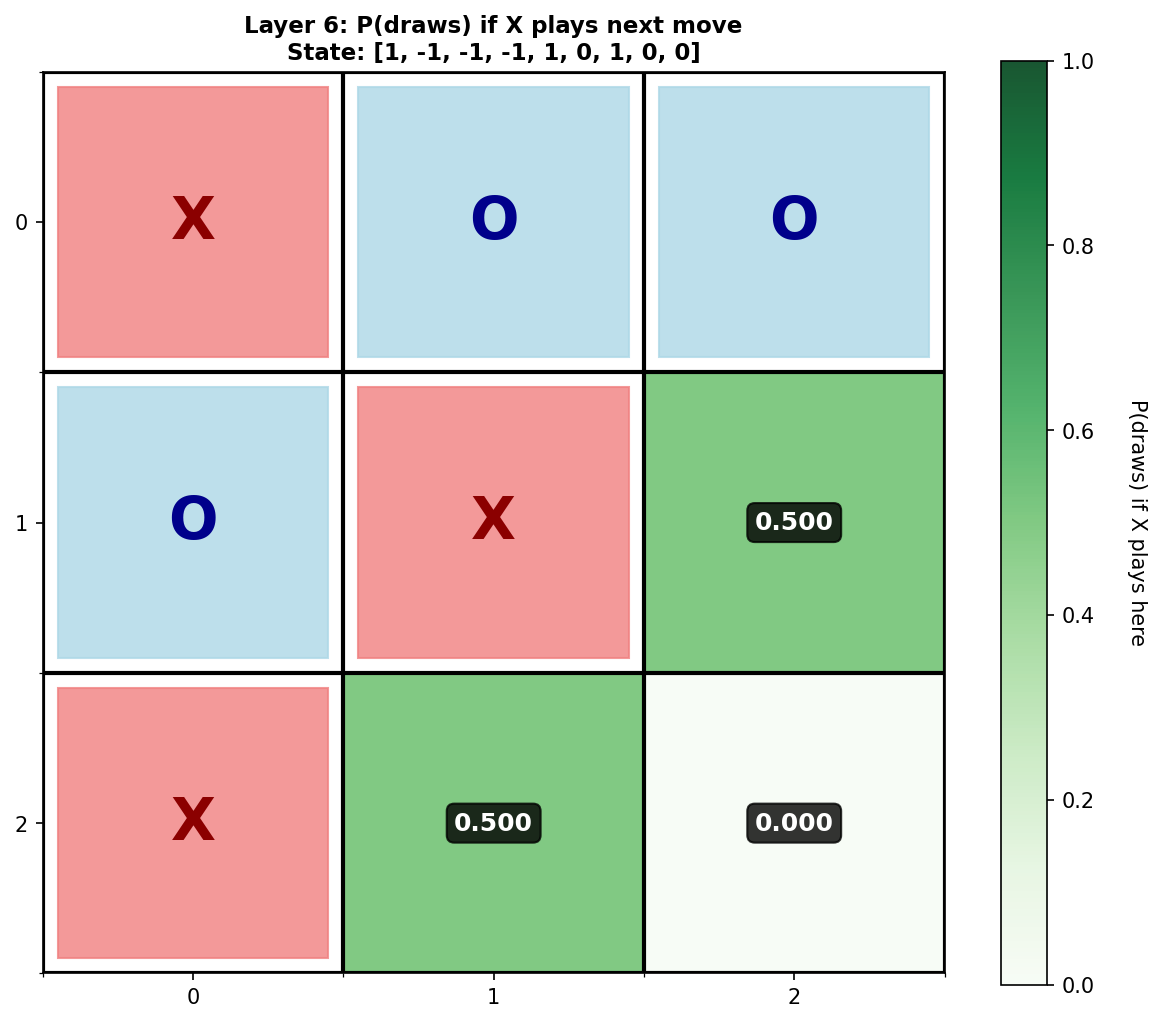 Layer 6: P(draws) if X plays next move
State: [1, -1, -1, -1, 1, 0, 1, 0, 0]
0
X
O
O
1
O
X
0.500
2
X
0.500
0.000
0
1
2
1.0
0.8
0.6
0.4
0.2
0.0
P(draws) if X plays here